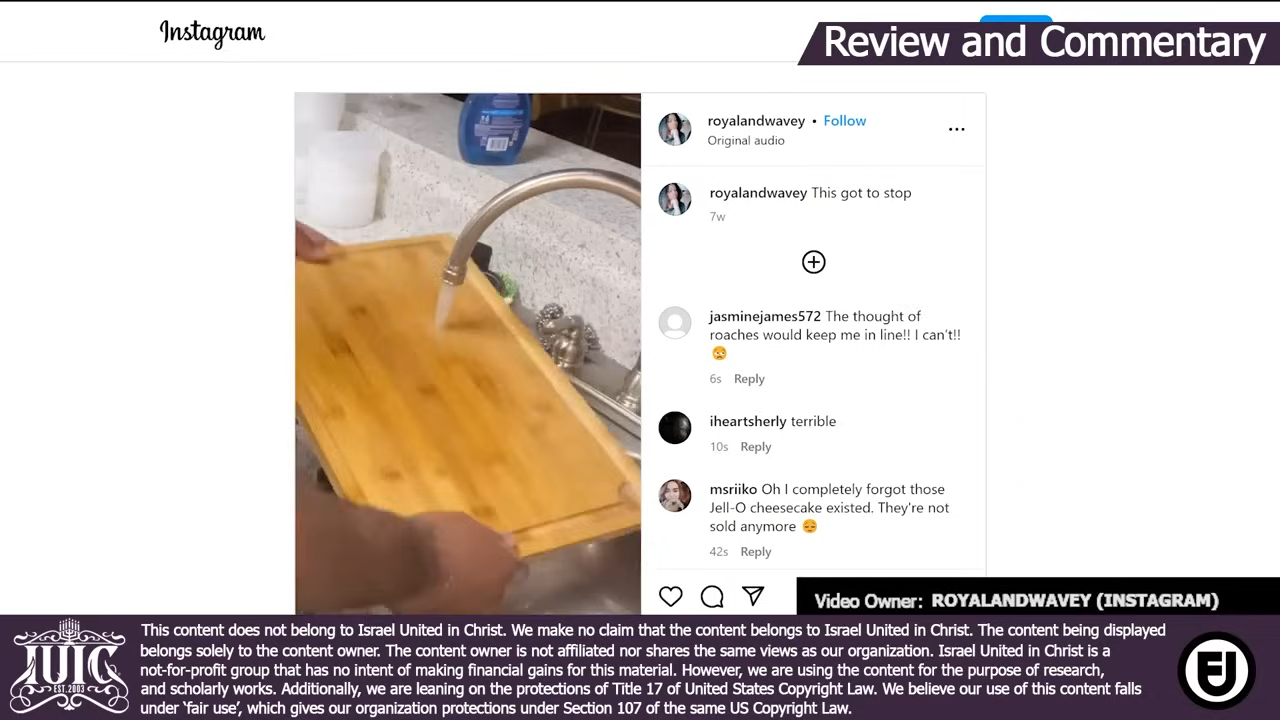 Instagram
Review and Commentary
royalandwavey • Follow
Original audio
royalandwavey This got to stop
7w
jasminejames572 The thought of
roaches would keep me in line!! I can't!!
😳
6s Reply
iheartsherly terrible
10s Reply
msriiko Oh I completely forgot those
Jell-O cheesecake existed. They're not
sold anymore 😔
42s Reply
Video Owner: ROYALANDWAVEY (INSTAGRAM)
IUIC
EST.2003
This content does not belong to Israel United in Christ. We make no claim that the content belongs to Israel United in Christ. The content being displayed
belongs solely to the content owner. The content owner is not affiliated nor shares the same views as our organization. Israel United in Christ is a
not-for-profit group that has no intent of making financial gains for this material. However, we are using the content for the purpose of research,
and scholarly works. Additionally, we are leaning on the protections of Title 17 of United States Copyright Law. We believe our use of this content falls
under 'fair use', which gives our organization protections under Section 107 of the same US Copyright Law.